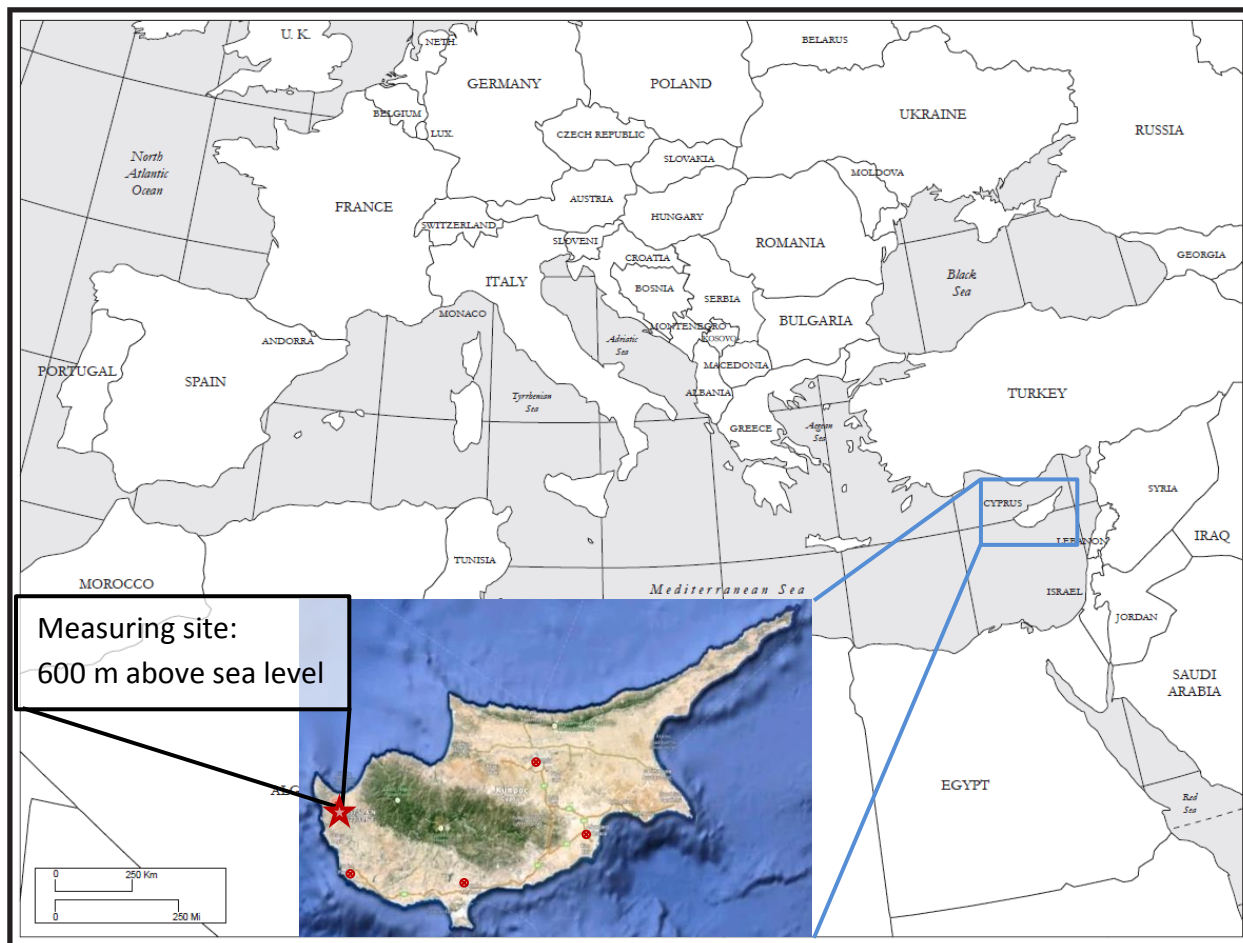 U. K.
NETH.
BELARUS
GERMANY
POLAND
BELGIUM
UKRAINE
LUX.
CZECH REPUBLIC
RUSSIA
North
Atlantic
Ocean
SLOVAKIA
MOLDOVA
AUSTRIA
FRANCE
HUNGARY
SWITZERLAND
SLOVENI
ROMANIA
CROATIA
GEORGIA
ITALY
BOSNIA
Black
Sea
SERBIA
MONACO
BULGARIA
MONTENEGRO
KOSOVO
ANDORRA
Adriatic
Sea
MACEDONIA
PORTUGAL
SPAIN
TURKEY
ALBANIA
Tyrrhenian
Sea
GREECE
Aegean
Sea
SYRIA
CYPRUS
IRAQ
LEBANON
TUNISIA
MOROCCO
Mediterranean Sea
ISRAEL
JORDAN
Measuring site:
600 m above sea level
SAUDI
ARABIA
EGYPT
ALG
Κύπρος
Red
Sea
0 250 Km
0 250 Mi